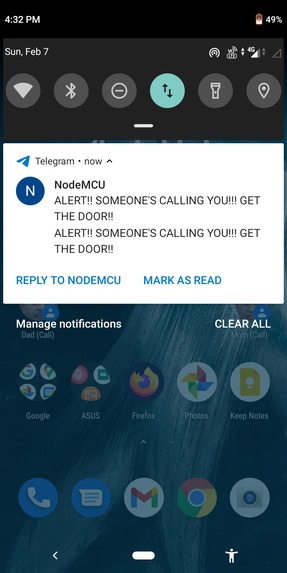 4:32 PM
49%
Sun, Feb 7
4G
Telegram • now
N
NodeMCU
ALERT!! SOMEONE'S CALLING YOU!!! GET
THE DOOR!!
ALERT!! SOMEONE'S CALLING YOU!!! GET
THE DOOR!!
REPLY TO NODEMCU MARK AS READ
Manage notifications CLEAR ALL
Dad (Call) Mom (Call)
Google ASUS Firefox Photos Keep Notes